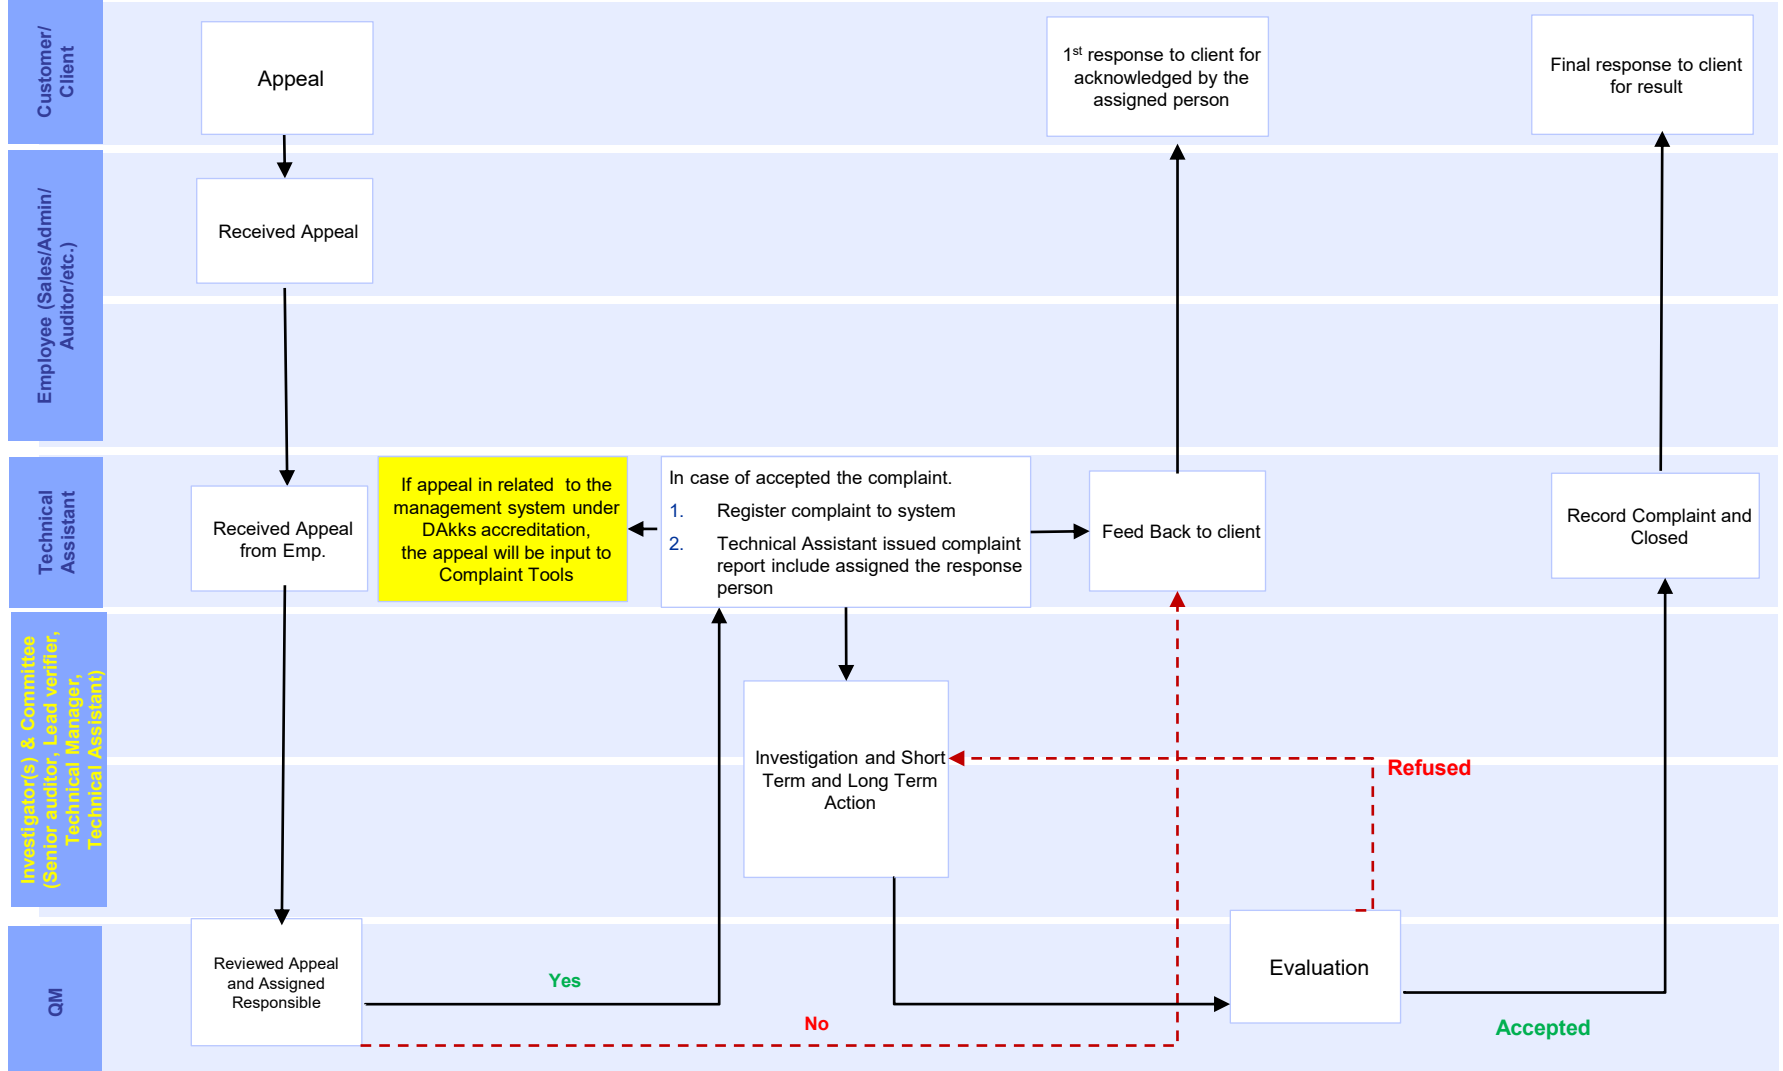 Customer/
Client
Appeal
1st response to client for
acknowledged by the
assigned person
Final response to client
for result
Employee (Sales/Admin/
Auditor/etc.)
Received Appeal
Technical
Assistant
Received Appeal
from Emp.
If appeal in related to the
management system under
DAkks accreditation,
the appeal will be input to
Complaint Tools
In case of accepted the complaint.
1. Register complaint to system
2. Technical Assistant issued complaint
report include assigned the response
person
Feed Back to client
Record Complaint and
Closed
Investigator(s) & Committee
(Senior auditor, Lead verifier,
Technical Manager,
Technical Assistant)
Investigation and Short
Term and Long Term
Action
Refused
QM
Reviewed Appeal
and Assigned
Responsible
Yes
No
Evaluation
Accepted